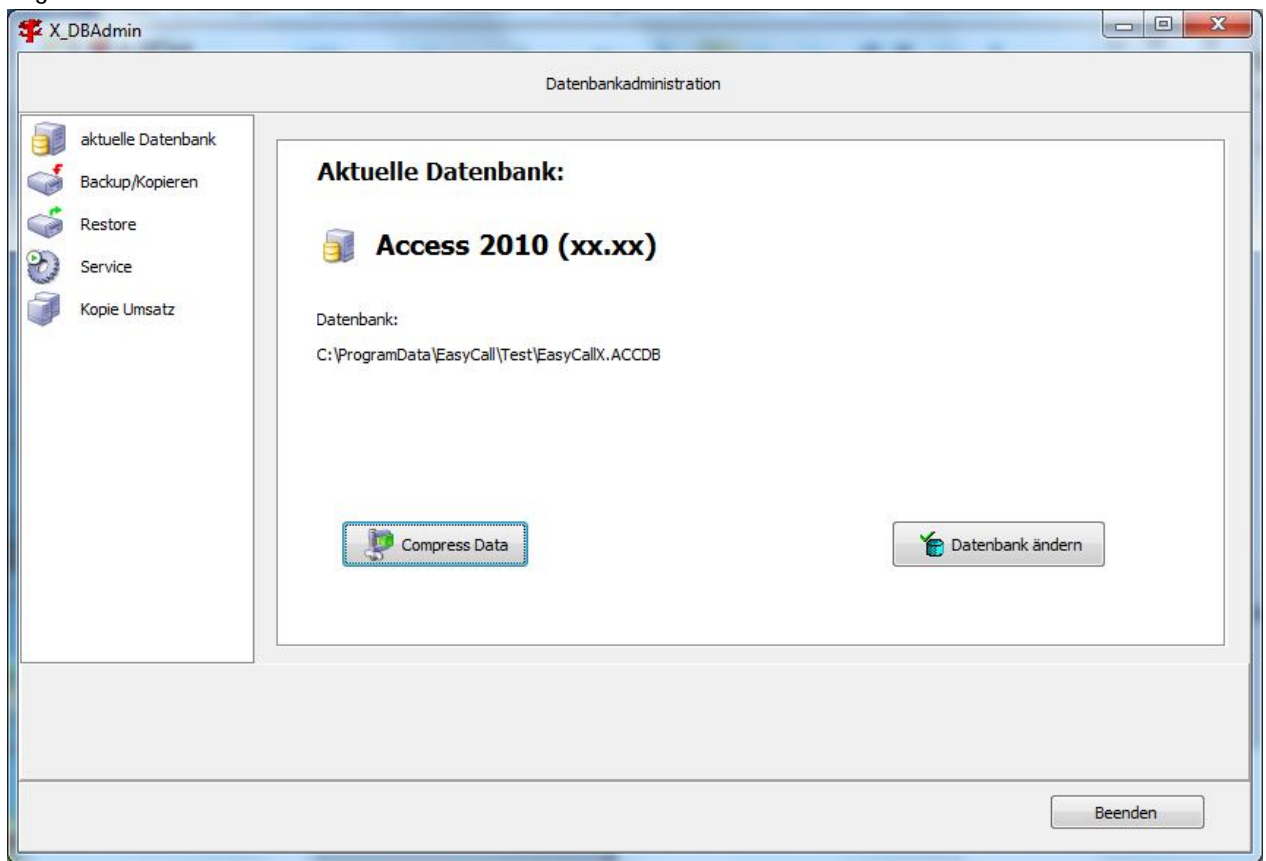 X_DBAdmin
Datenbankadministration
aktuelle Datenbank
Backup/Kopieren
Restore
Service
Kopie Umsatz
Aktuelle Datenbank:
Access 2010 (xx.xx)
Datenbank:
C:\ProgramData\EasyCall\Test\EasyCallX.ACCDB
Compress Data
Datenbank ändern
Beenden